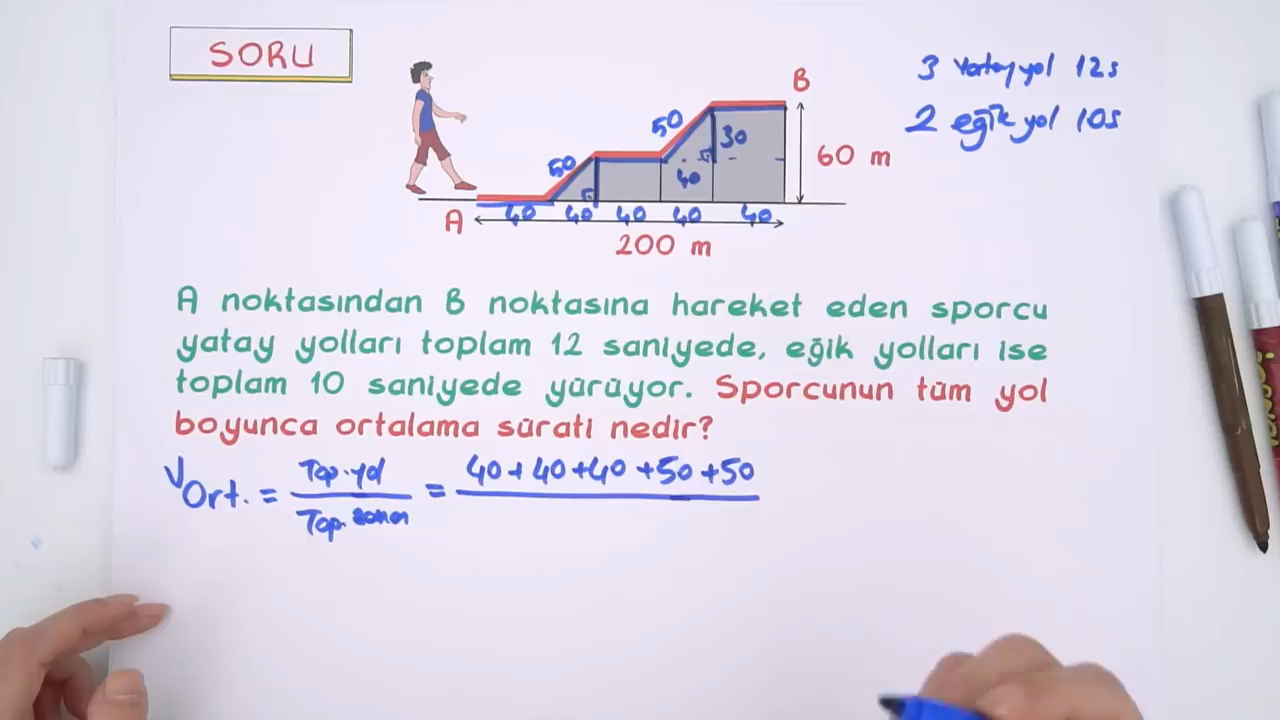 SORU
3 yatay yol 12s
2 eğik yol 10s
B
50
30
60 m
50
40
A
40 40 40 40 40
200 m
A noktasından B noktasına hareket eden sporcu
yatay yolları toplam 12 saniyede, eğik yolları ise
toplam 10 saniyede yürüyor. Sporcunun tüm yol
boyunca ortalama sürati nedir?
Vort. = Top.yol / Top.zaman = 40+40+40+50+50